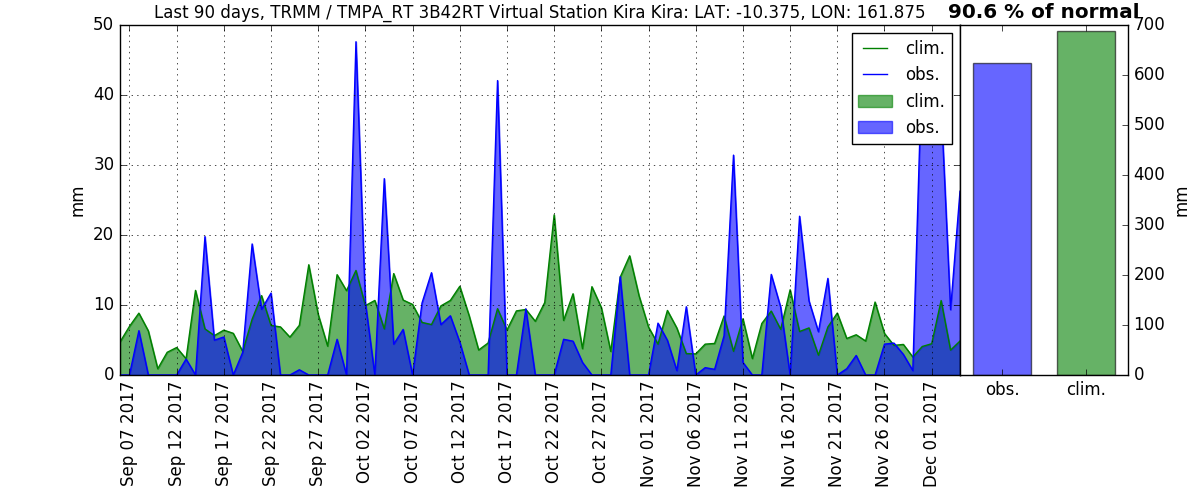 Last 90 days, TRMM / TMPA_RT 3B42RT Virtual Station Kira Kira: LAT: -10.375, LON: 161.875
90.6 % of normal
50
40
30
20
10
0
mm
clim.
obs.
clim.
obs.
700
600
500
400
300
200
100
0
mm
Sep 07 2017
Sep 12 2017
Sep 17 2017
Sep 22 2017
Sep 27 2017
Oct 02 2017
Oct 07 2017
Oct 12 2017
Oct 17 2017
Oct 22 2017
Oct 27 2017
Nov 01 2017
Nov 06 2017
Nov 11 2017
Nov 16 2017
Nov 21 2017
Nov 26 2017
Dec 01 2017
obs.
clim.